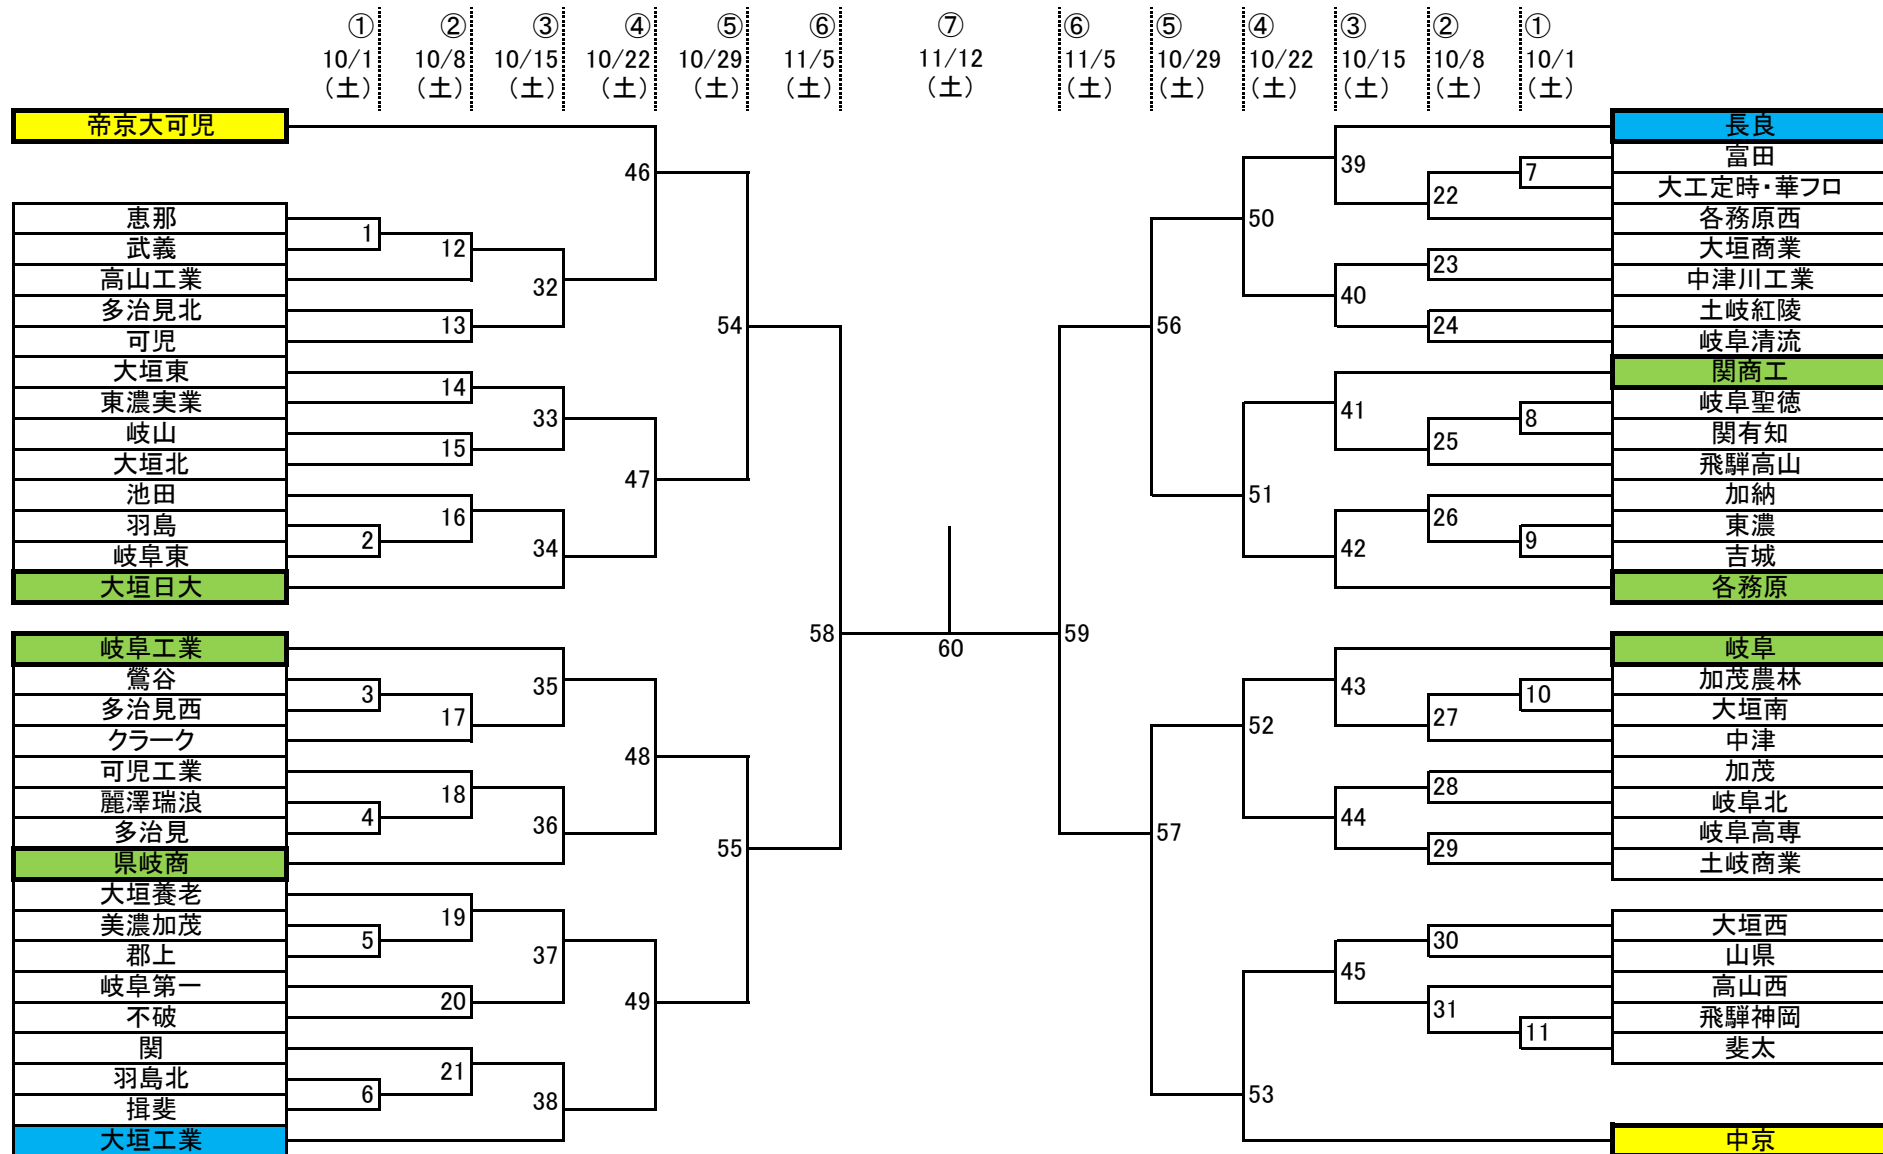 ① ② ③ ④ ⑤ ⑥ ⑦ ⑥ ⑤ ④ ③ ② ①
10/1 10/8 10/15 10/22 10/29 11/5 11/12 11/5 10/29 10/22 10/15 10/8 10/1
(土) (土) (土) (土) (土) (土) (土) (土) (土) (土) (土) (土) (土)
帝京大可児
恵那
武義
高山工業
多治見北
可児
大垣東
東濃実業
岐山
大垣北
池田
羽島
岐阜東
大垣日大
岐阜工業
鶯谷
多治見西
クラーク
可児工業
麗澤瑞浪
多治見
県岐商
大垣養老
美濃加茂
郡上
岐阜第一
不破
関
羽島北
揖斐
大垣工業
1
2
3
4
5
6
12
13
14
15
16
17
18
19
20
21
32
33
34
35
36
37
38
46
47
48
49
54
55
58
60
59
56
57
50
51
52
53
39
40
41
42
43
44
45
22
23
24
25
26
27
28
29
30
31
7
8
9
10
11
長良
富田
大工定時・華フロ
各務原西
大垣商業
中津川工業
土岐紅陵
岐阜清流
関商工
岐阜聖徳
関有知
飛騨高山
加納
東濃
吉城
各務原
岐阜
加茂農林
大垣南
中津
加茂
岐阜北
岐阜高専
土岐商業
大垣西
山県
高山西
飛騨神岡
斐太
中京